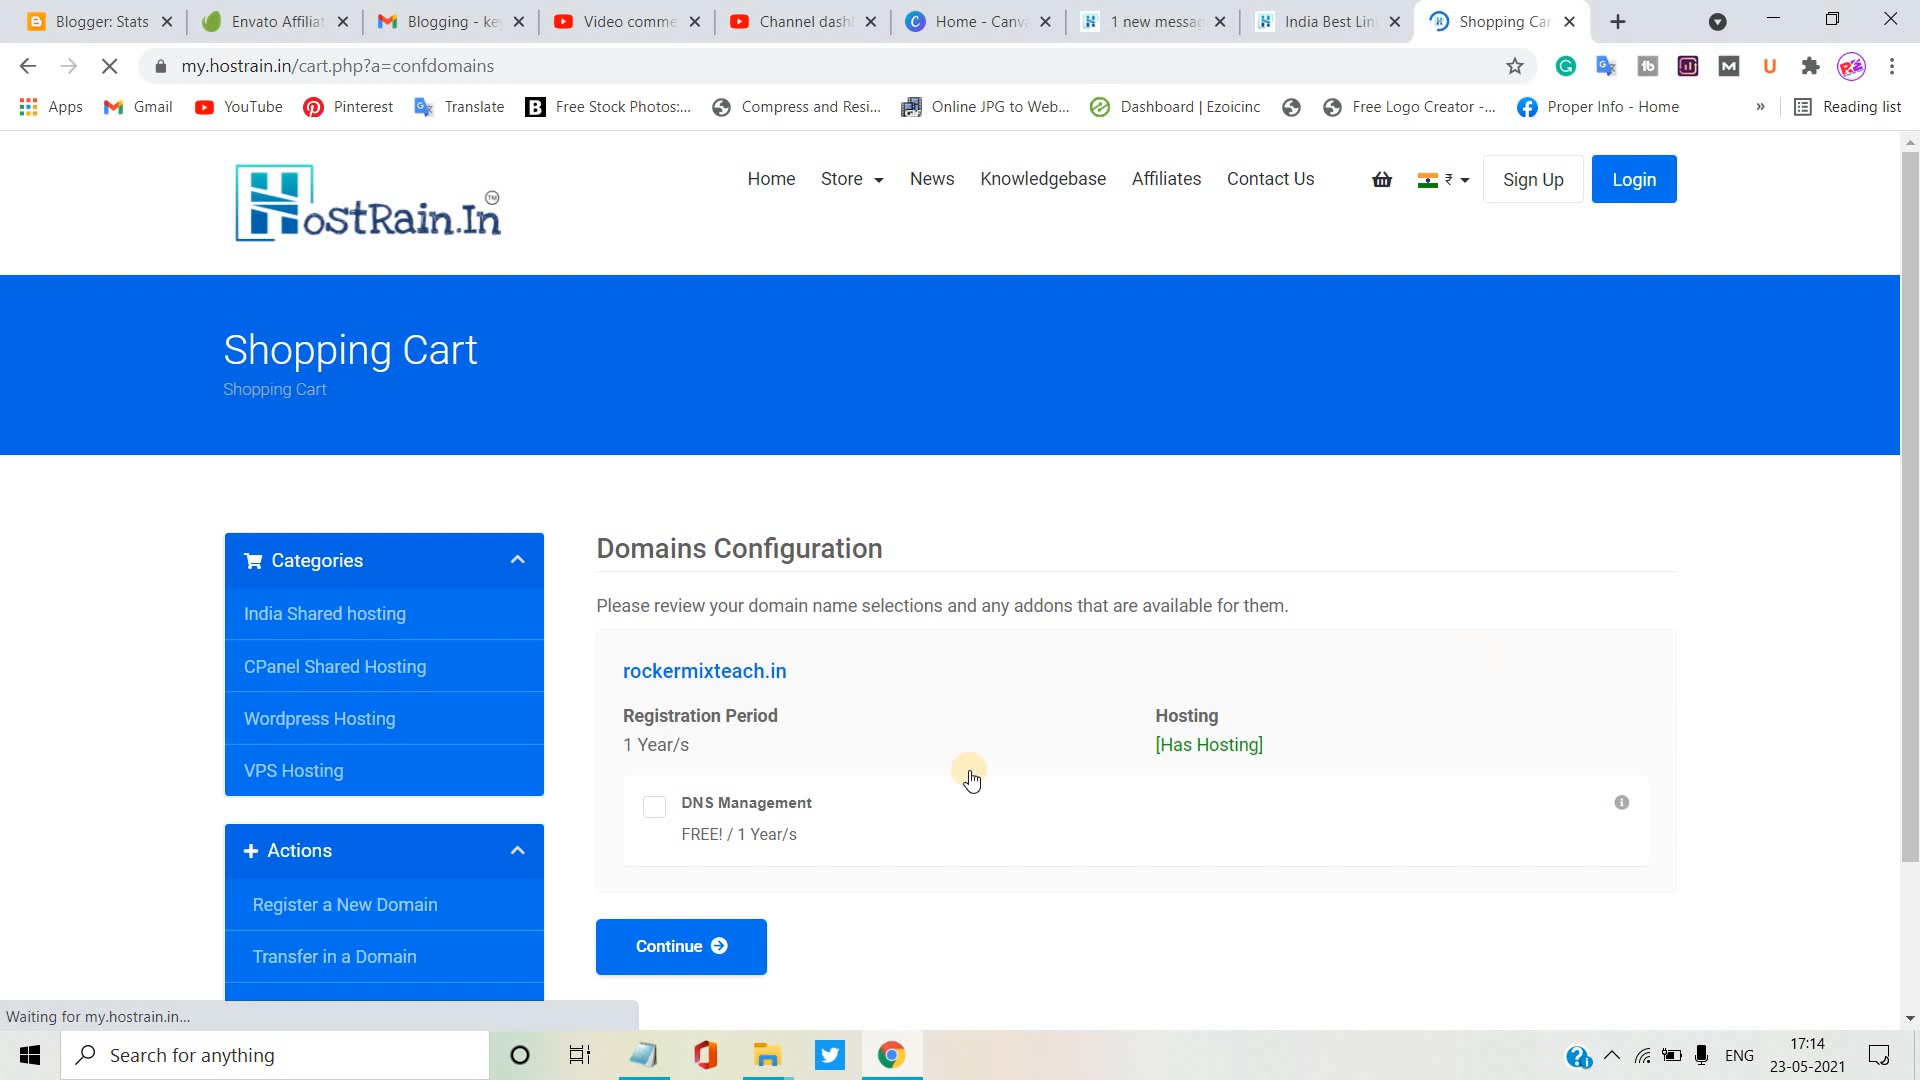 Blogger: Stats
Envato Affiliat
Blogging - key
Video comme
Channel dash
Home - Canva
1 new messag
India Best Lin
Shopping Car
my.hostrain.in/cart.php?a=confdomains
Apps
Gmail
YouTube
Pinterest
Translate
Free Stock Photos:...
Compress and Resi...
Online JPG to Web...
Dashboard | Ezoicinc
Free Logo Creator -...
Proper Info - Home
»
Reading list
HostRain.In TM
Home
Store
News
Knowledgebase
Affiliates
Contact Us
₹
Sign Up
Login
Shopping Cart
Shopping Cart
Categories
India Shared hosting
CPanel Shared Hosting
Wordpress Hosting
VPS Hosting
Actions
Register a New Domain
Transfer in a Domain
Domains Configuration
Please review your domain name selections and any addons that are available for them.
rockermixteach.in
Registration Period
1 Year/s
Hosting
[Has Hosting]
DNS Management
FREE! / 1 Year/s
Continue
Waiting for my.hostrain.in...
Search for anything
ENG
17:14
23-05-2021